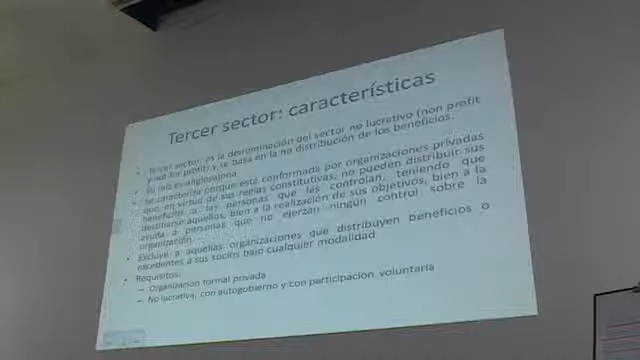 Tercer sector: características
• Tercer sector: es la denominación del sector no lucrativo (non profit
y not for profit) y se basa en la no distribución de los beneficios.
• Su raíz es anglosajona
• Se caracteriza porque está conformada por organizaciones privadas
que, en virtud de sus reglas constitutivas, no pueden distribuir sus
beneficios a las personas que las controlan, teniendo que
destinarse aquellos, bien a la realización de sus objetivos, bien a la
ayuda a personas que no ejerzan ningún control sobre la
organización.
• Excluye a aquellas organizaciones que distribuyen beneficios o
excedentes a sus socios bajo cualquier modalidad
• Requisitos:
– Organización formal privada
– No lucrativa, con autogobierno y con participación voluntaria